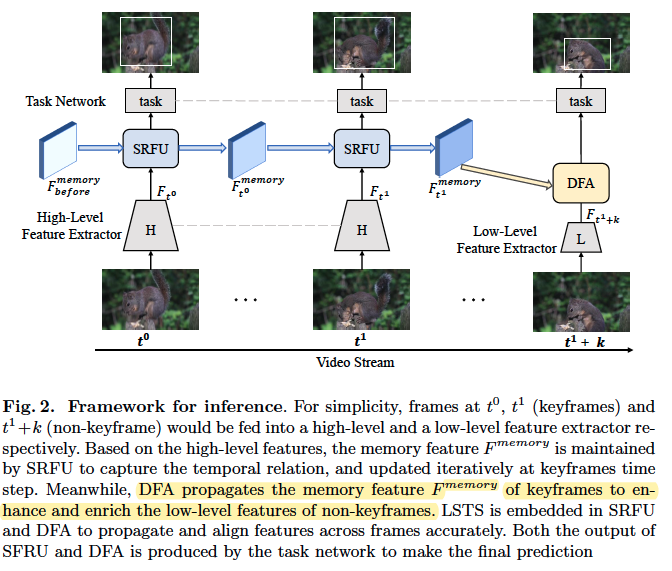 Task Network
task
task
task
SRFU
SRFU
DFA
F^{memory}_{before}
F_{t^0}
F^{memory}_{t^0}
F_{t^1}
F^{memory}_{t^1}
F_{t^1+k}
High-Level
Feature Extractor
H
H
Low-Level
Feature Extractor
L
...
...
t^0
t^1
t^1 + k
Video Stream
Fig. 2. Framework for inference. For simplicity, frames at t^0, t^1 (keyframes) and
t^1+k (non-keyframe) would be fed into a high-level and a low-level feature extractor re-
spectively. Based on the high-level features, the memory feature F^{memory} is maintained
by SRFU to capture the temporal relation, and updated iteratively at keyframes time
step. Meanwhile, DFA propagates the memory feature F^{memory} of keyframes to en-
hance and enrich the low-level features of non-keyframes. LSTS is embedded in SRFU
and DFA to propagate and align features across frames accurately. Both the output of
SFRU and DFA is produced by the task network to make the final prediction